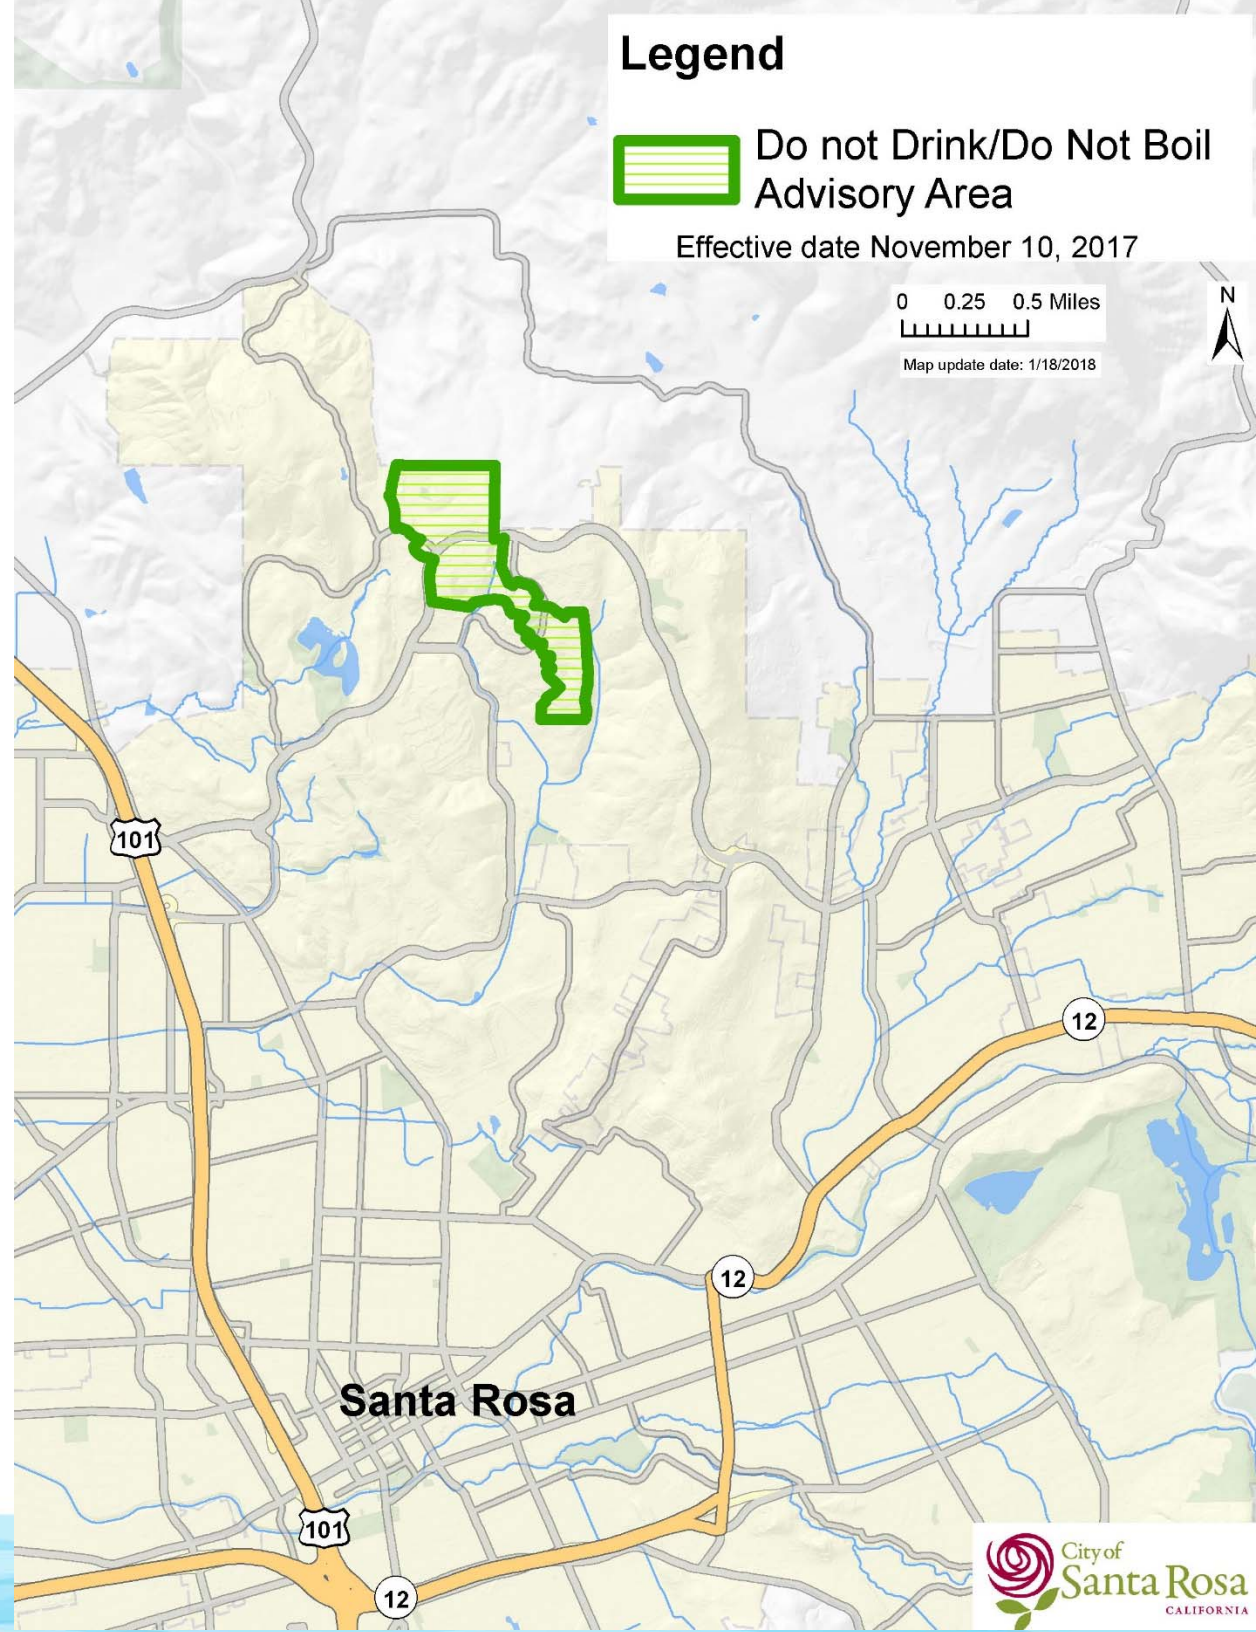 Legend
Do not Drink/Do Not Boil
Advisory Area
Effective date November 10, 2017
0 0.25 0.5 Miles
N
Map update date: 1/18/2018
101
12
12
Santa Rosa
101
12
City of
Santa Rosa
CALIFORNIA